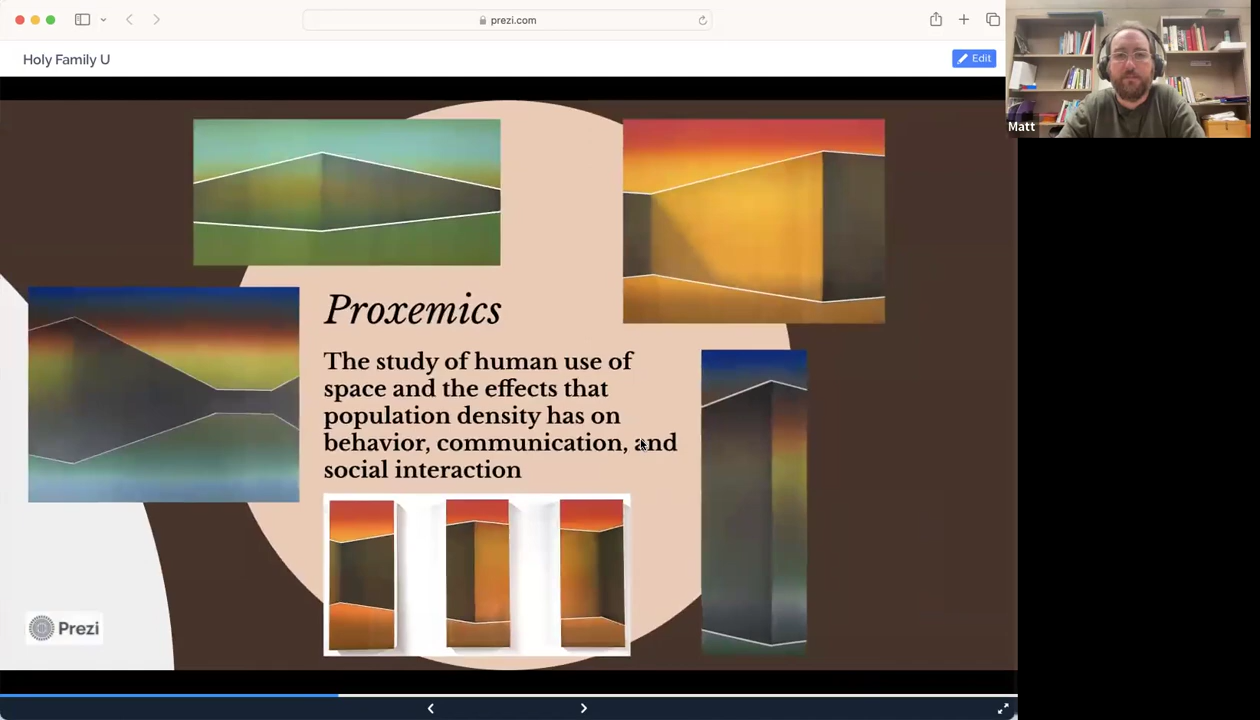 prezi.com
Holy Family U
Edit
Matt
Proxemics
The study of human use of
space and the effects that
population density has on
behavior, communication, and
social interaction
Prezi